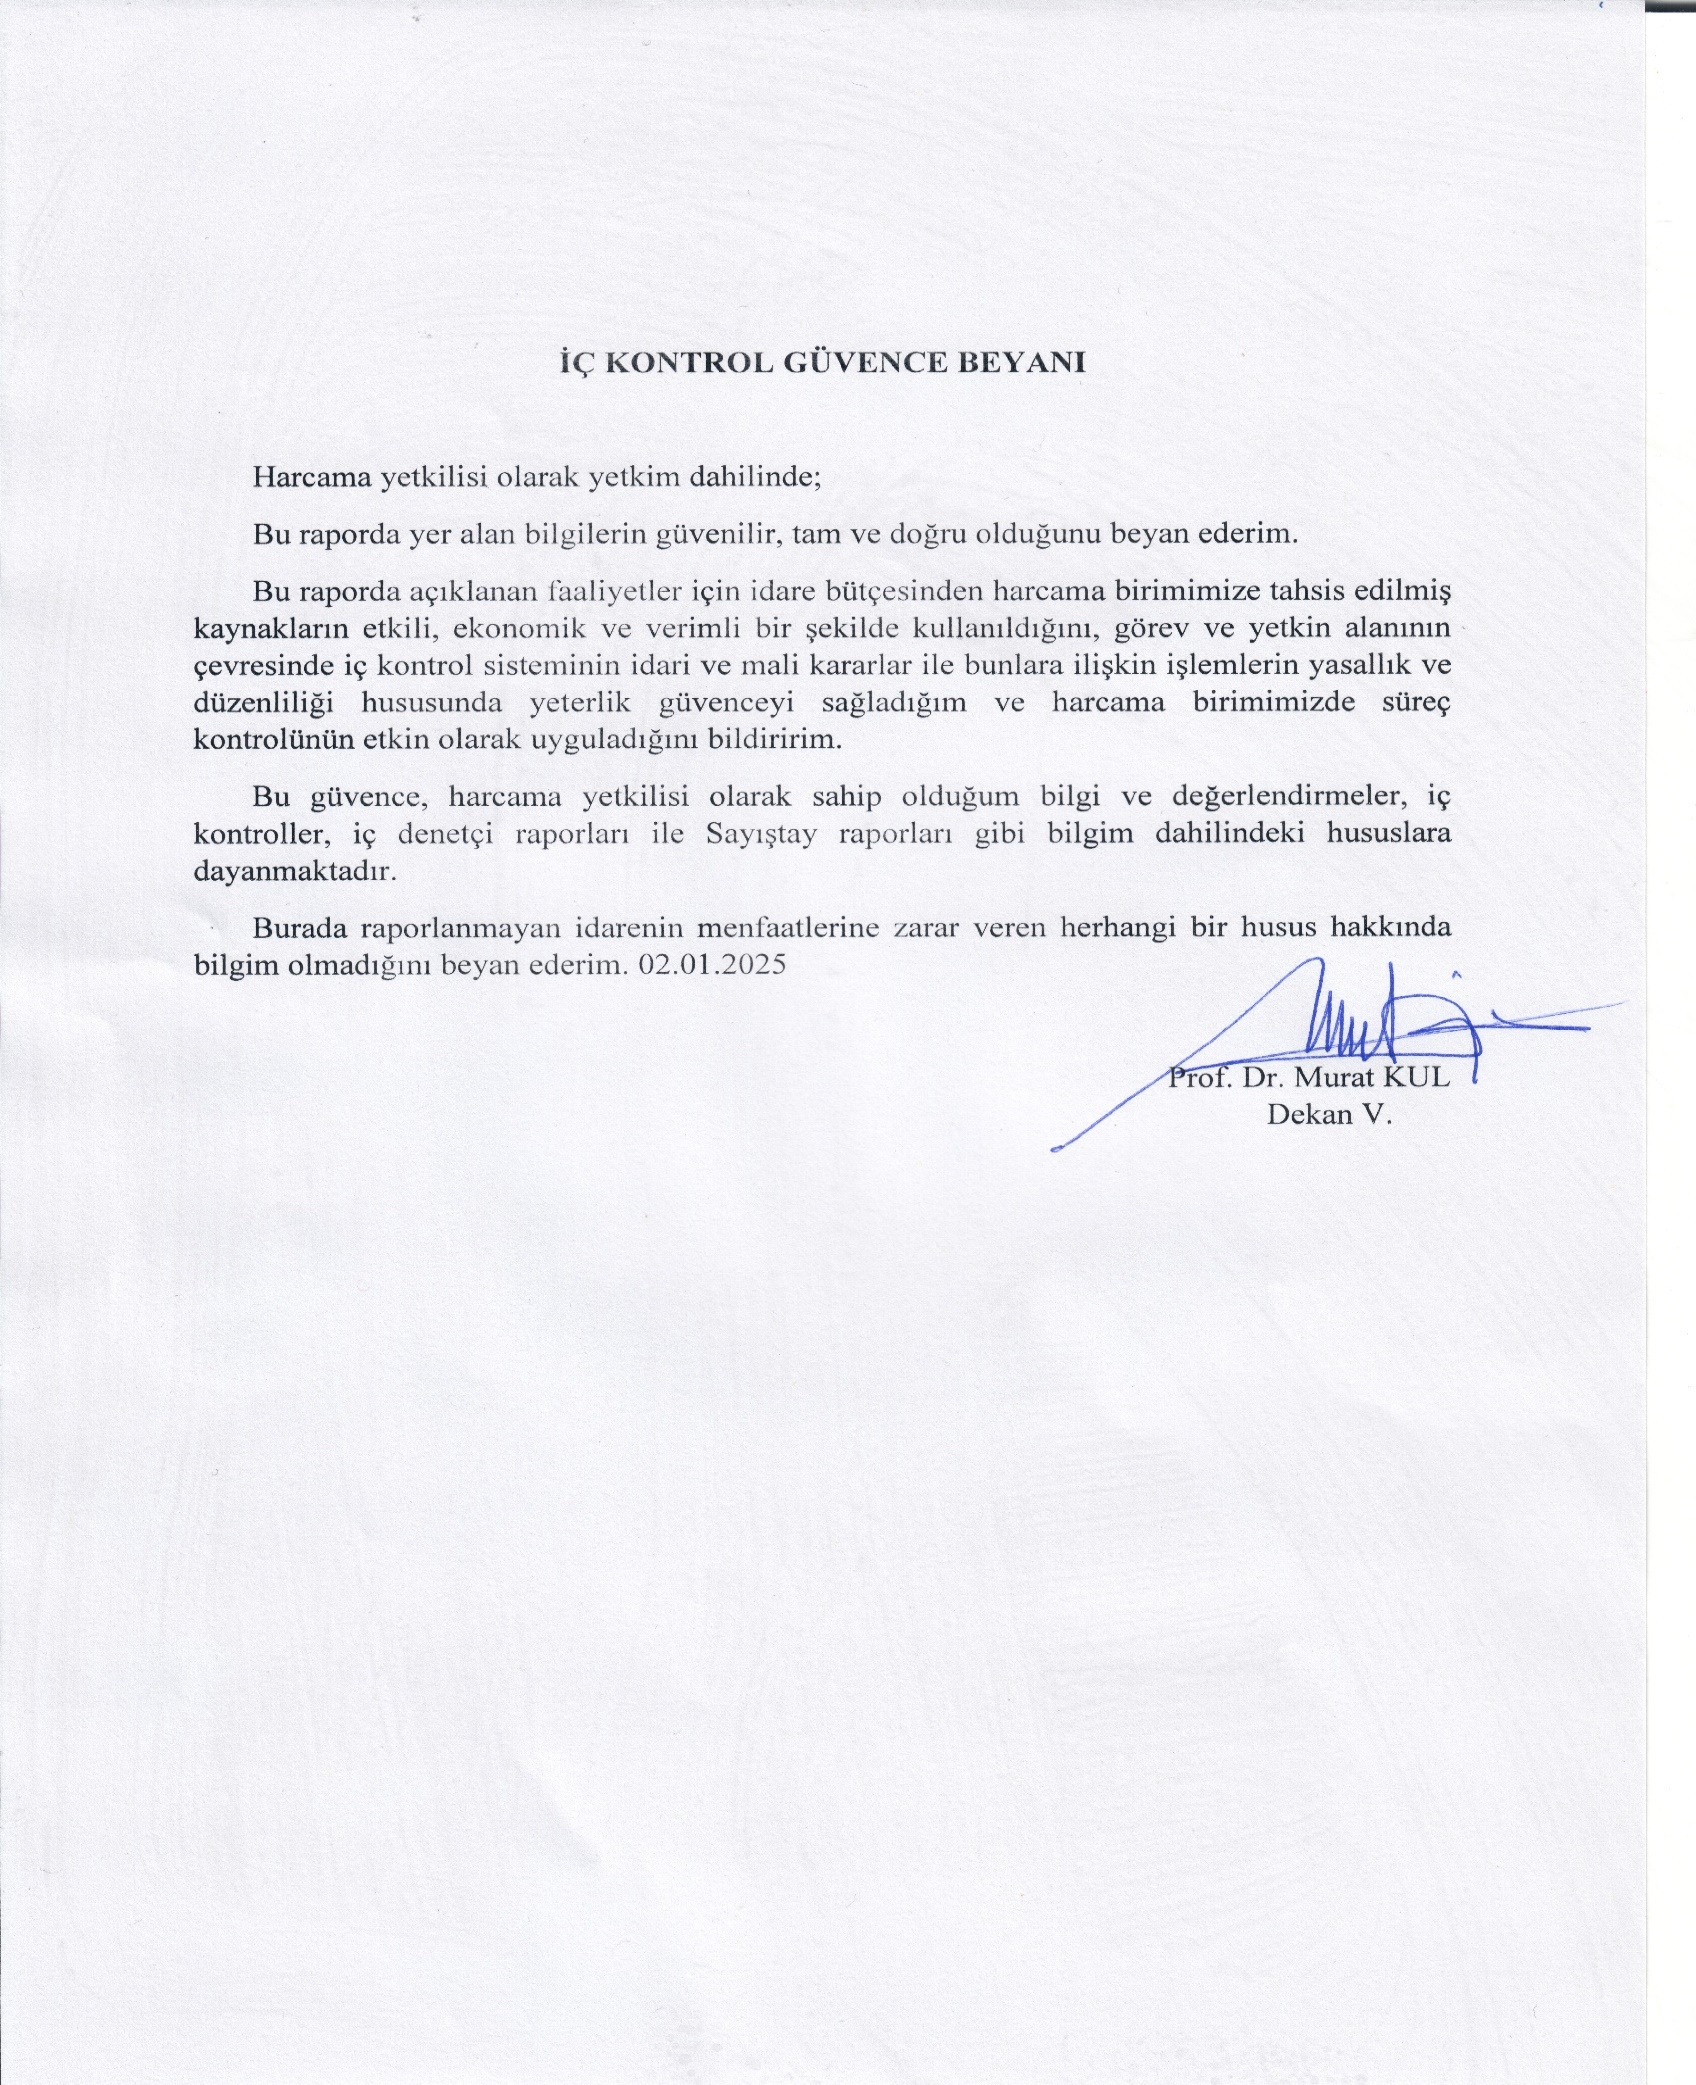 İÇ KONTROL GÜVENCE BEYANI
Harcama yetkilisi olarak yetkim dahilinde;
Bu raporda yer alan bilgilerin güvenilir, tam ve doğru olduğunu beyan ederim.
Bu raporda açıklanan faaliyetler için idare bütçesinden harcama birimimize tahsis edilmiş
kaynakların etkili, ekonomik ve verimli bir şekilde kullanıldığını, görev ve yetkin alanının
çevresinde iç kontrol sisteminin idari ve mali kararlar ile bunlara ilişkin işlemlerin yasallık ve
düzenliliği hususunda yeterlik güvenceyi sağladığım ve harcama birimimizde süreç
kontrolünün etkin olarak uyguladığını bildiririm.
Bu güvence, harcama yetkilisi olarak sahip olduğum bilgi ve değerlendirmeler, iç
kontroller, iç denetçi raporları ile Sayıştay raporları gibi bilgim dahilindeki hususlara
dayanmaktadır.
Burada raporlanmayan idarenin menfaatlerine zarar veren herhangi bir husus hakkında
bilgim olmadığını beyan ederim. 02.01.2025
Prof. Dr. Murat KUL
Dekan V.